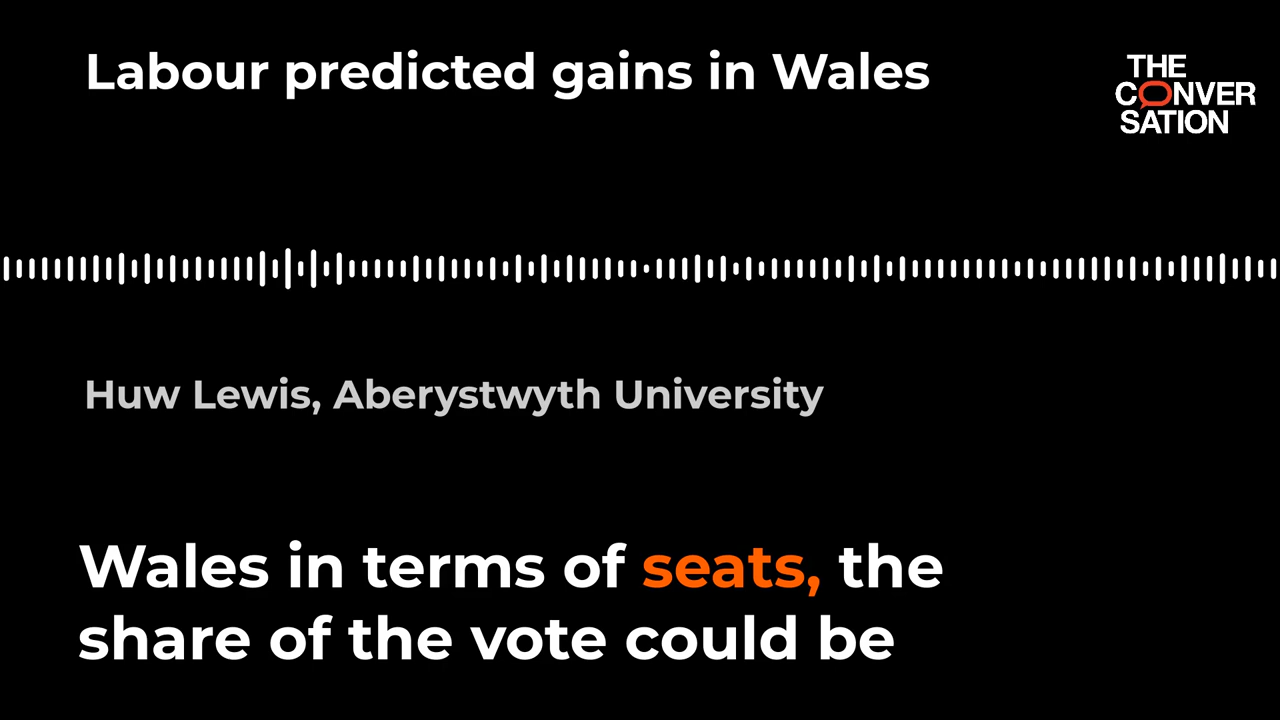 Labour predicted gains in Wales
THE
CONVER
SATION
Huw Lewis, Aberystwyth University
Wales in terms of seats, the
share of the vote could be